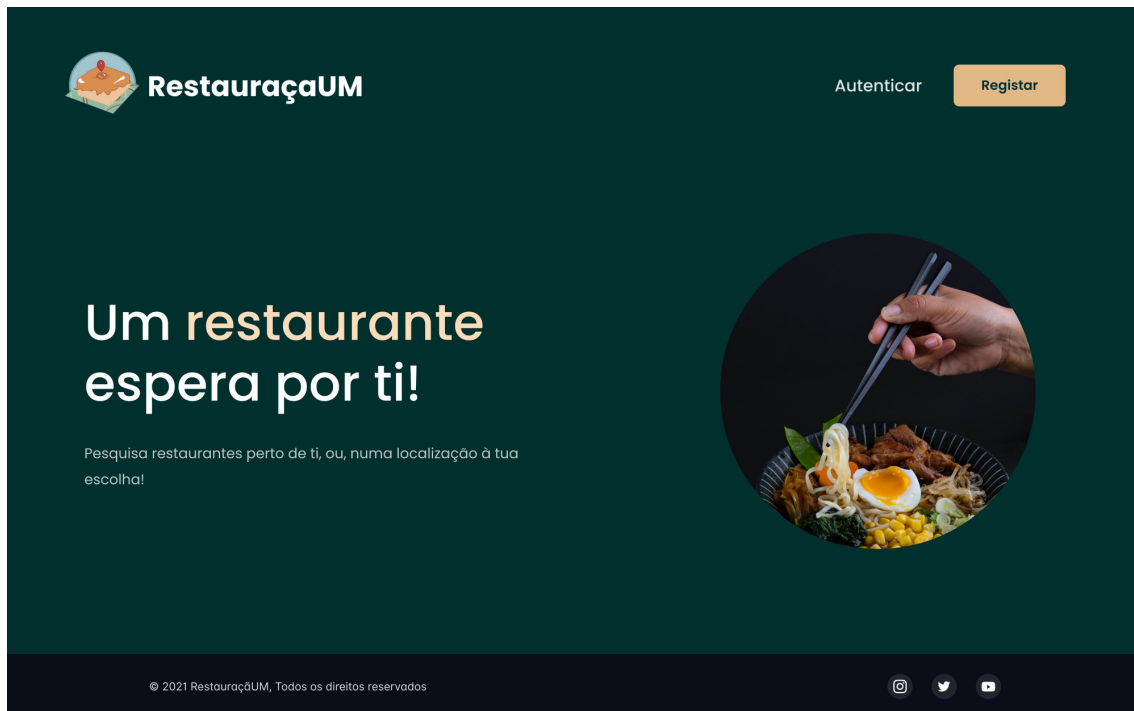 RestauraçaUM
Autenticar
Registar
Um restaurante
espera por ti!
Pesquisa restaurantes perto de ti, ou, numa localização à tua
escolha!
© 2021 RestauraçãUM, Todos os direitos reservados